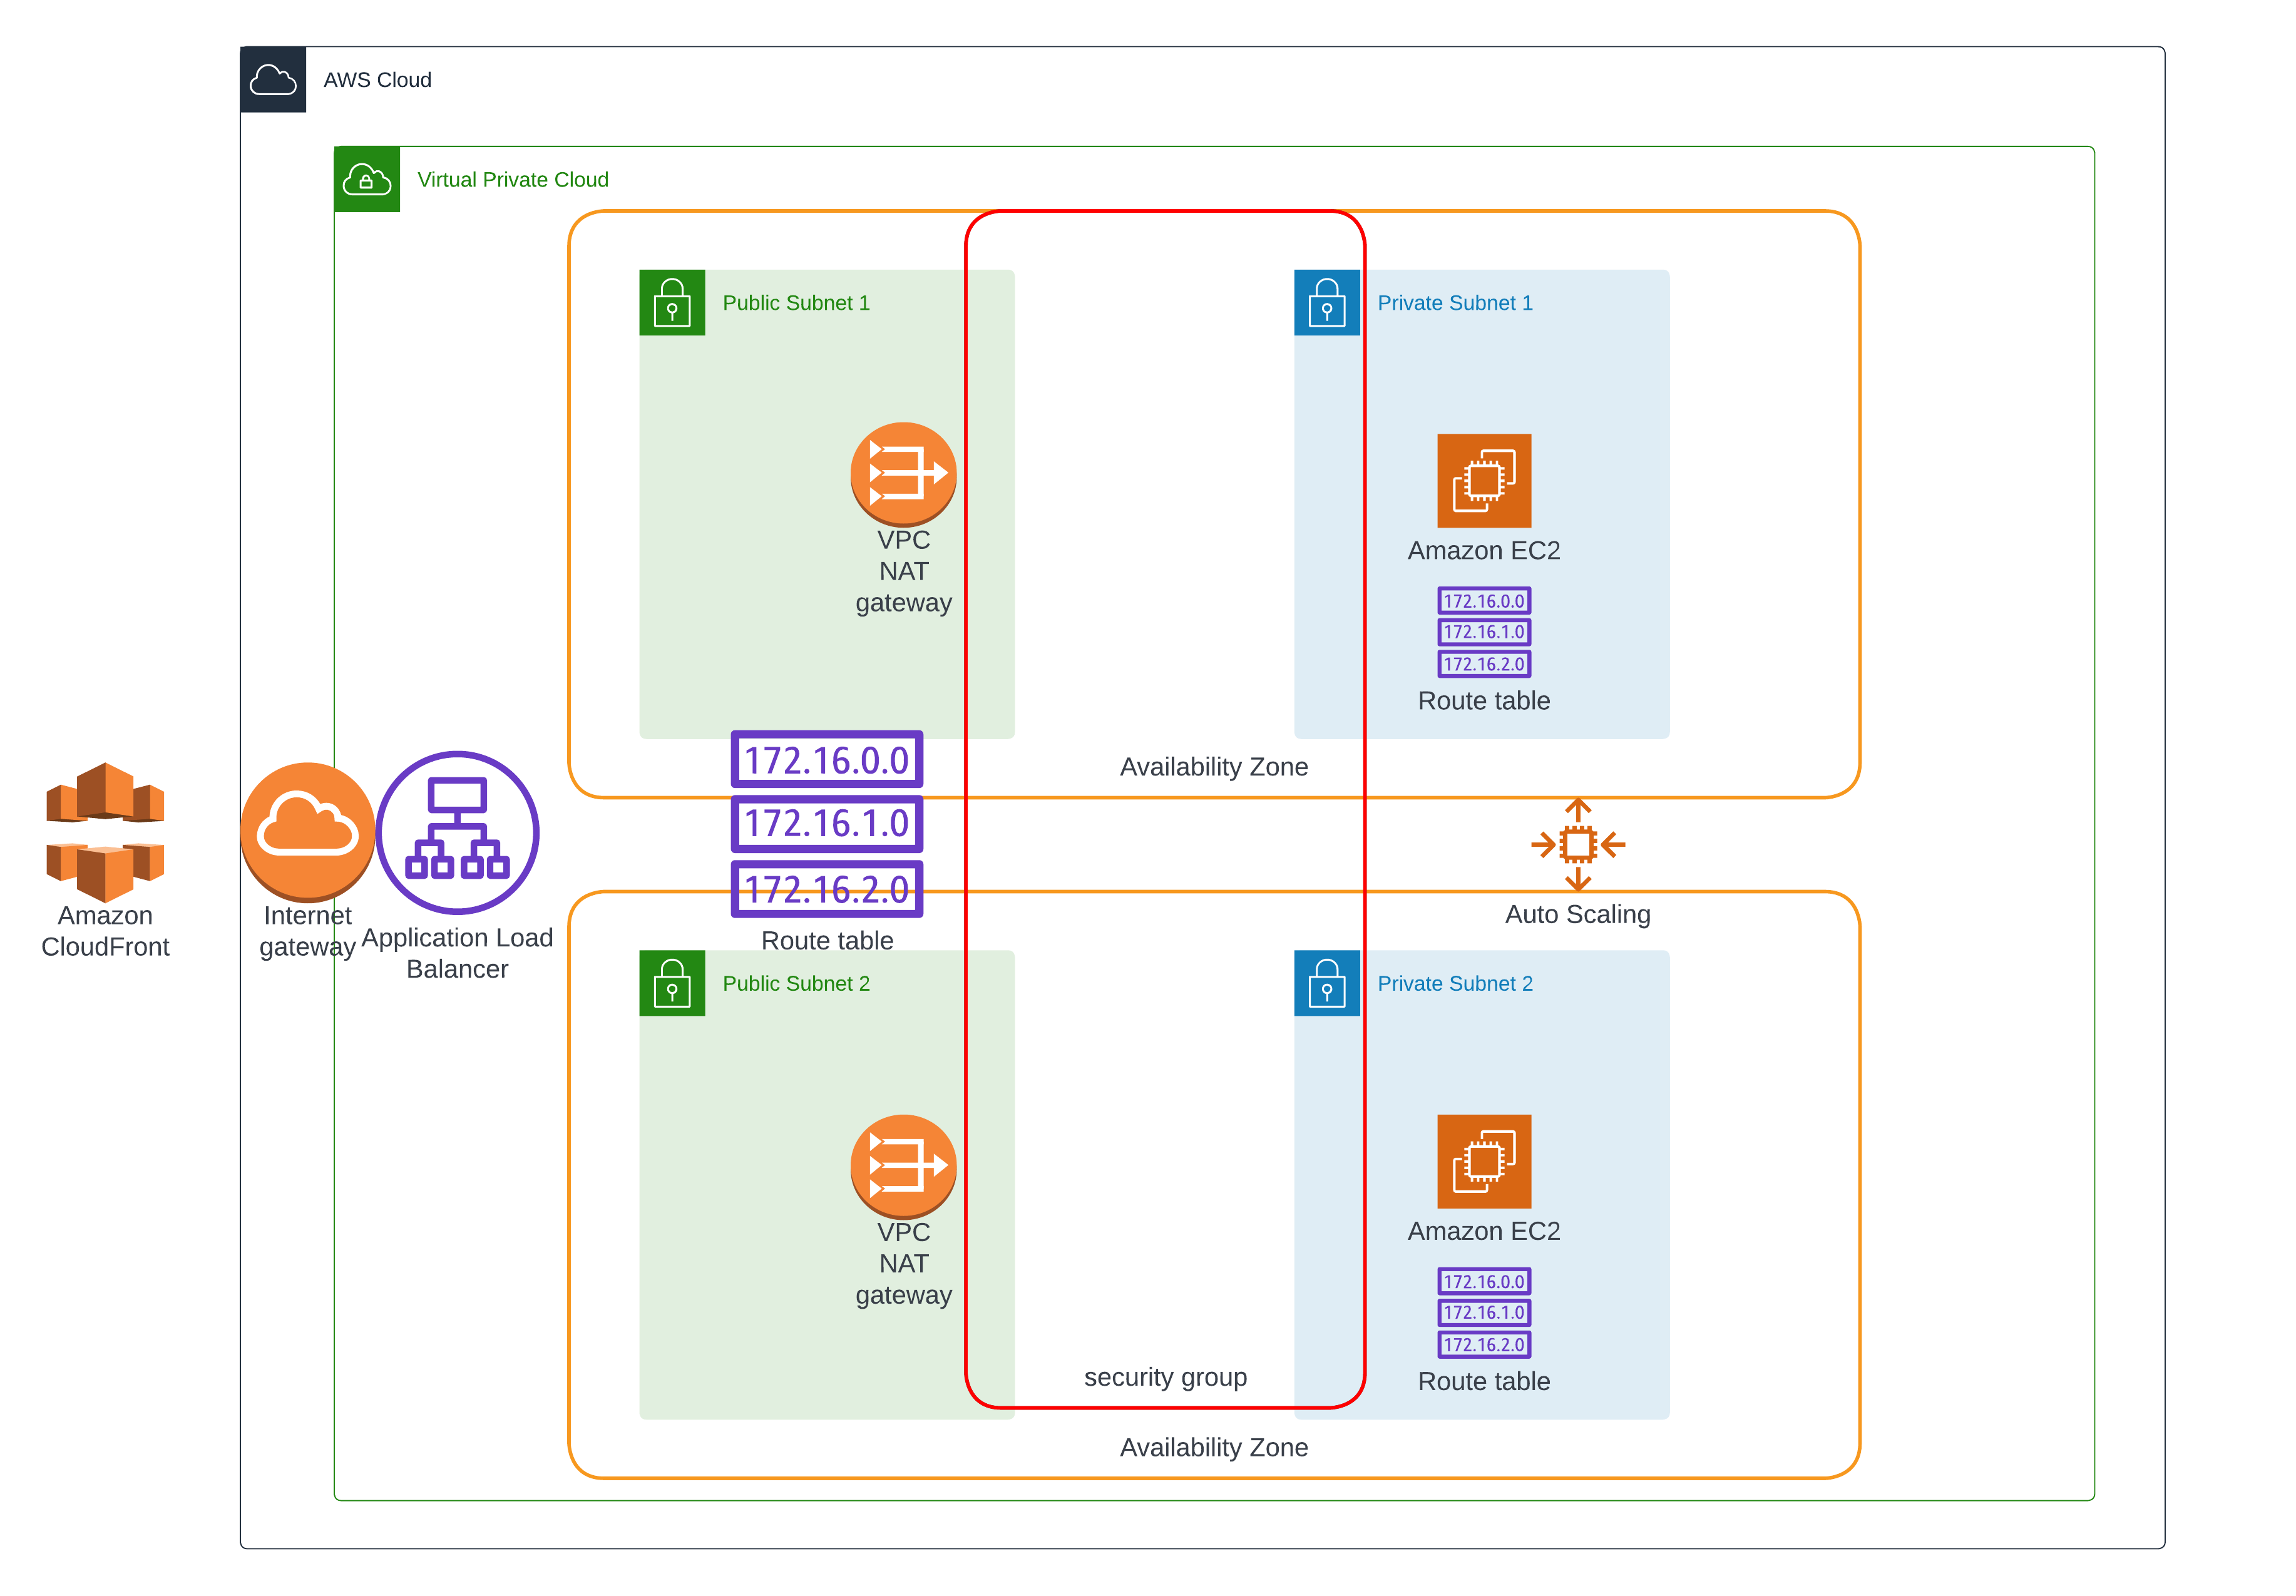 AWS Cloud
Virtual Private Cloud
Public Subnet 1
Private Subnet 1
VPC
NAT
gateway
Amazon EC2
172.16.0.0
172.16.1.0
172.16.2.0
Route table
Availability Zone
172.16.0.0
172.16.1.0
172.16.2.0
Route table
Amazon
CloudFront
Internet
gateway
Application Load
Balancer
Auto Scaling
Public Subnet 2
Private Subnet 2
VPC
NAT
gateway
Amazon EC2
172.16.0.0
172.16.1.0
172.16.2.0
Route table
security group
Availability Zone